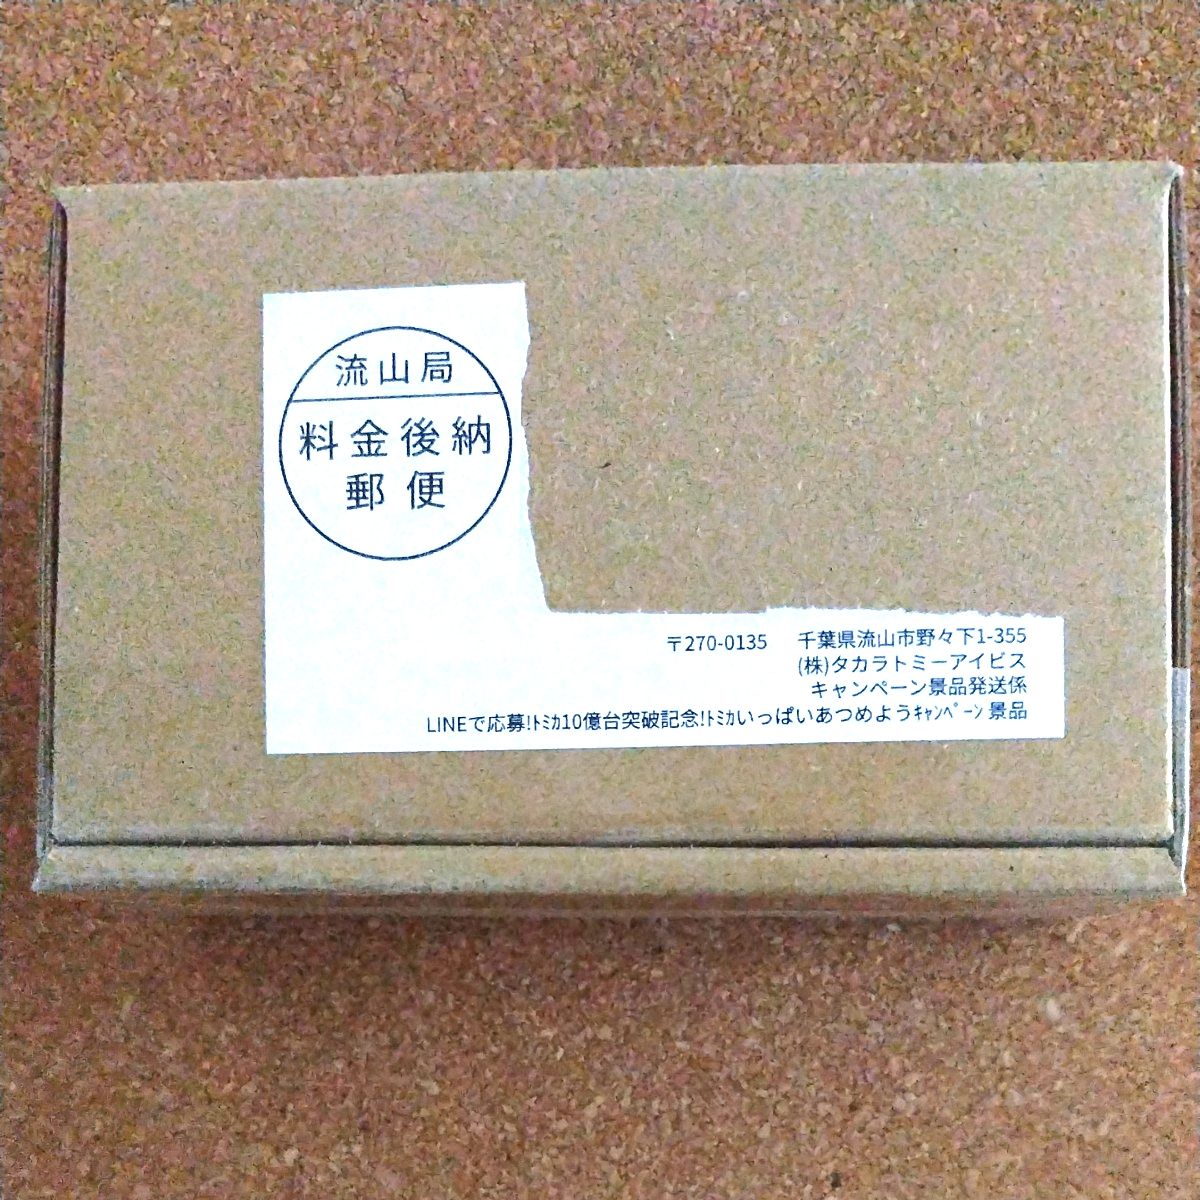 流山局
料金後納
郵便
〒270-0135 千葉県流山市野々下1-355
(株)タカラトミーアイビス
キャンペーン景品発送係
LINEで応募!ﾄﾐｶ10億台突破記念!ﾄﾐｶいっぱいあつめようｷｬﾝﾍﾟｰﾝ 景品